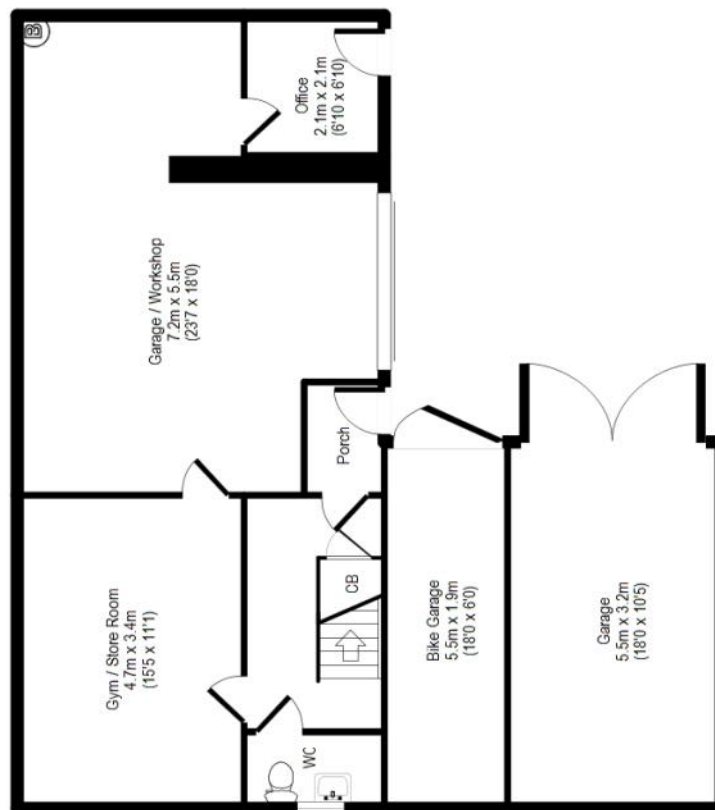 B
Office
2.1m x 2.1m
(6'10 x 6'10)
Garage / Workshop
7.2m x 5.5m
(23'7 x 18'0)
Porch
Gym / Store Room
4.7m x 3.4m
(15'5 x 11'1)
CB
Bike Garage
5.5m x 1.9m
(18'0 x 6'0)
Garage
5.5m x 3.2m
(18'0 x 10'5)
WC